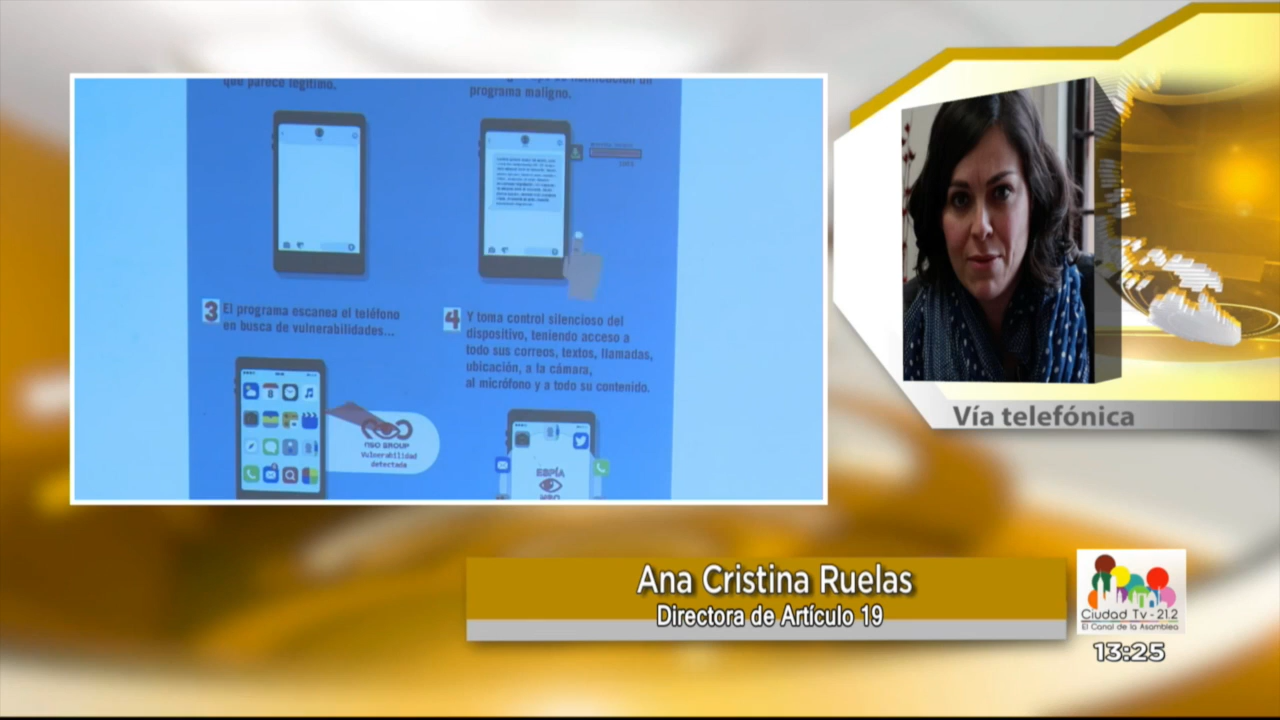 que parece legítimo.
programa maligno.
3
El programa escanea el teléfono
en busca de vulnerabilidades...
4
Y toma control silencioso del
dispositivo, teniendo acceso a
todo sus correos, textos, llamadas,
ubicación, a la cámara,
al micrófono y a todo su contenido.
NSO GROUP
Vulnerabilidad
detectada
ESPÍA
NSO
Vía telefónica
Ana Cristina Ruelas
Directora de Artículo 19
Ciudad Tv - 21.2
El Canal de la Asamblea
13:25